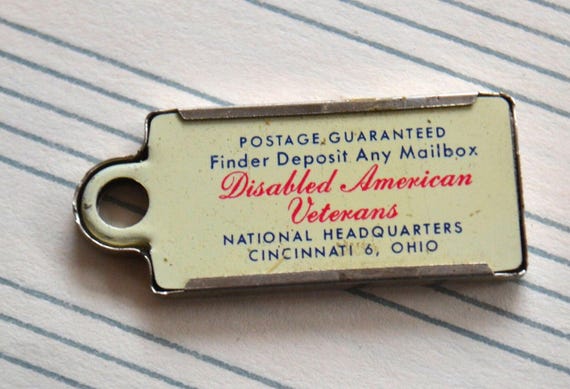 POSTAGE GUARANTEED
Finder Deposit Any Mailbox
Disabled American
Veterans
NATIONAL HEADQUARTERS
CINCINNATI 6, OHIO